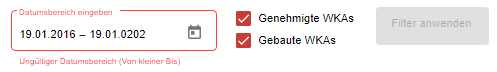 Datumsbereich eingeben
19.01.2016 – 19.01.0202
Ungültiger Datumsbereich (Von kleiner Bis)
Genehmigte WKAs
Gebaute WKAs
Filter anwenden